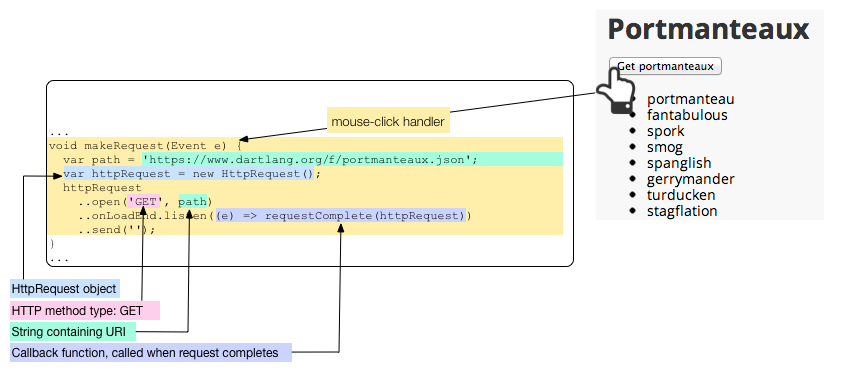 Portmanteaux
Get portmanteaux
portmanteau
fantabulous
spork
smog
spanglish
gerrymander
turducken
stagflation
mouse-click handler
...
void makeRequest(Event e) {
var path = 'https://www.dartlang.org/f/portmanteaux.json';
var httpRequest = new HttpRequest();
httpRequest
..open('GET', path)
..onLoadEnd.listen((e) => requestComplete(httpRequest))
..send('');
}
...
HttpRequest object
HTTP method type: GET
String containing URI
Callback function, called when request completes